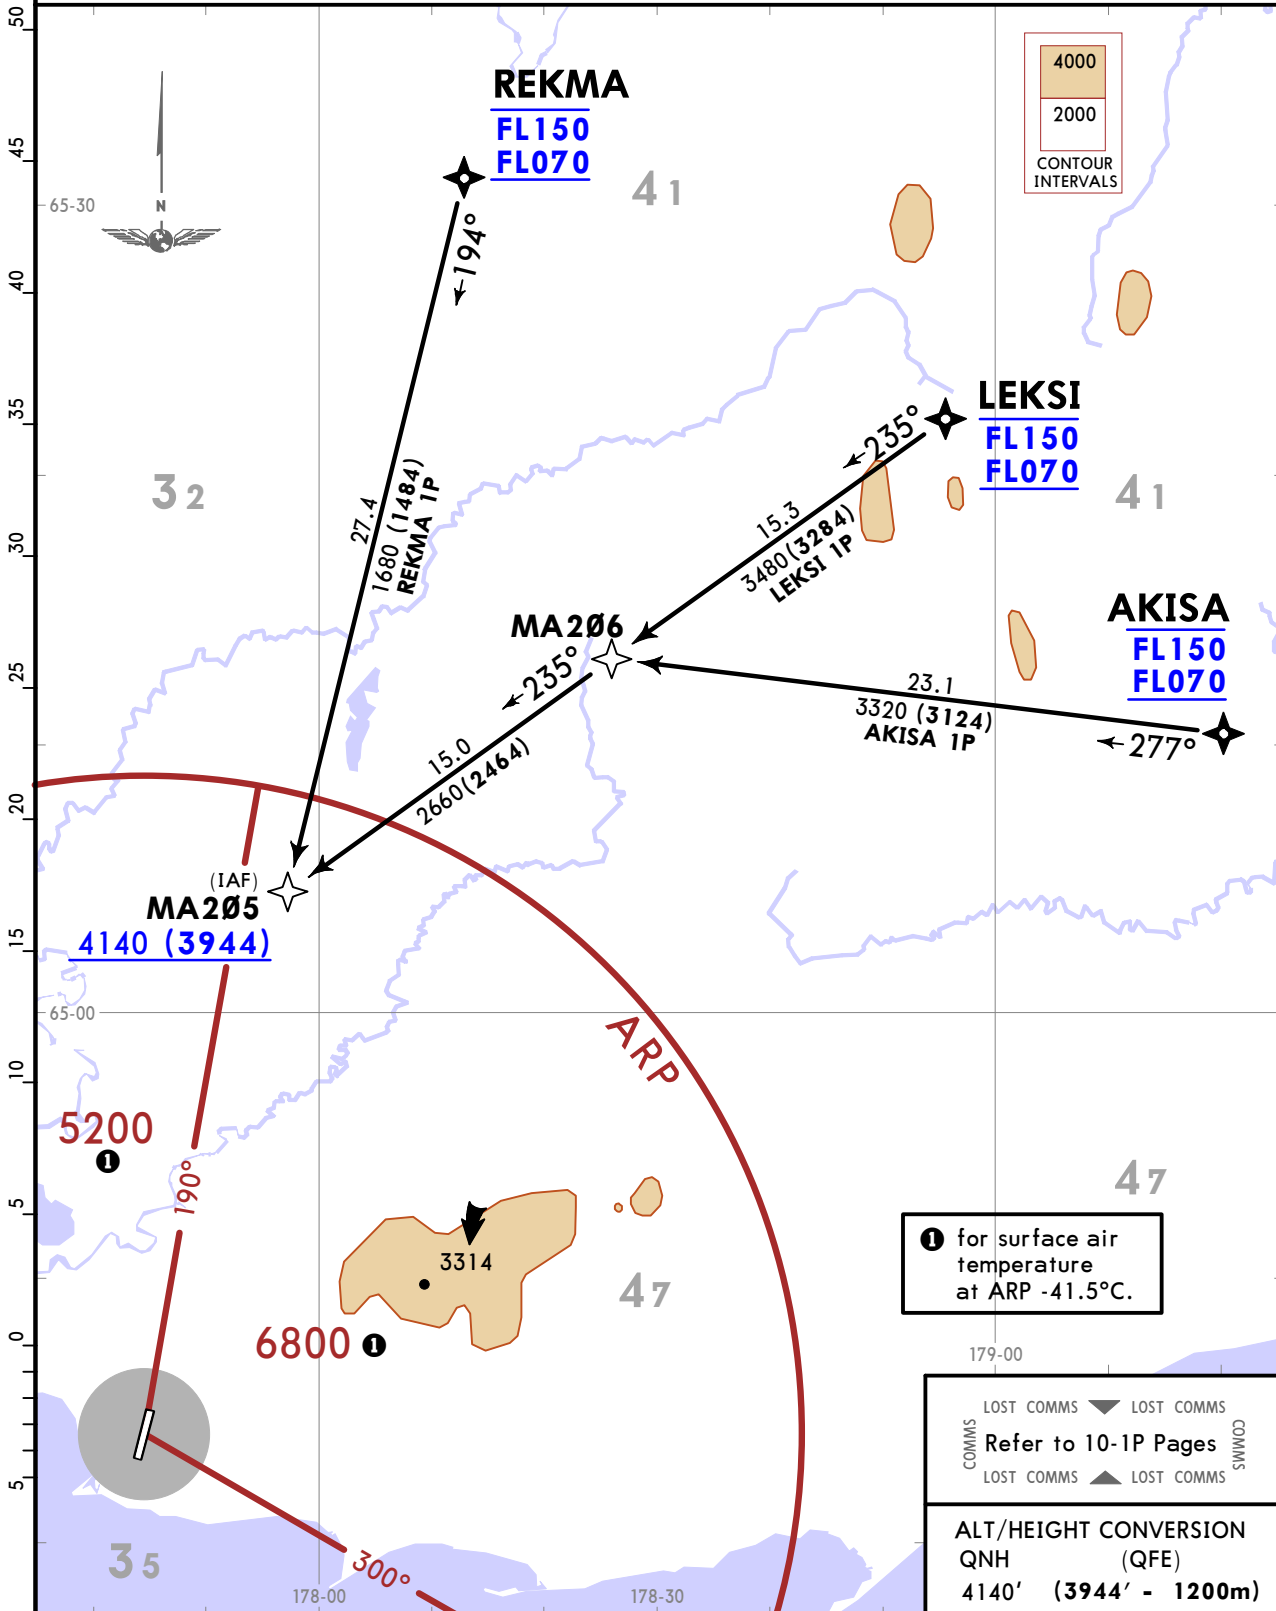 50
45
40
35
30
25
20
15
10
5
0
5
REKMA
FL150
FL070
4000
2000
CONTOUR
INTERVALS
N
65-30
41
←194°
LEKSI
FL150
FL070
←235°
32
41
27.4
1680 (1484)
REKMA 1P
15.3
3480(3284)
LEKSI 1P
MA2Ø6
AKISA
FL150
FL070
←235°
23.1
3320 (3124)
AKISA 1P
←277°
15.0
2660(2464)
(IAF)
MA2Ø5
4140 (3944)
65-00
ARP
5200
1
190°
47
3314
47
6800 1
1 for surface air
temperature
at ARP -41.5°C.
179-00
LOST COMMS LOST COMMS
COMMS Refer to 10-1P Pages COMMS
LOST COMMS LOST COMMS
35
300°
178-00
178-30
ALT/HEIGHT CONVERSION
QNH (QFE)
4140' (3944' - 1200m)